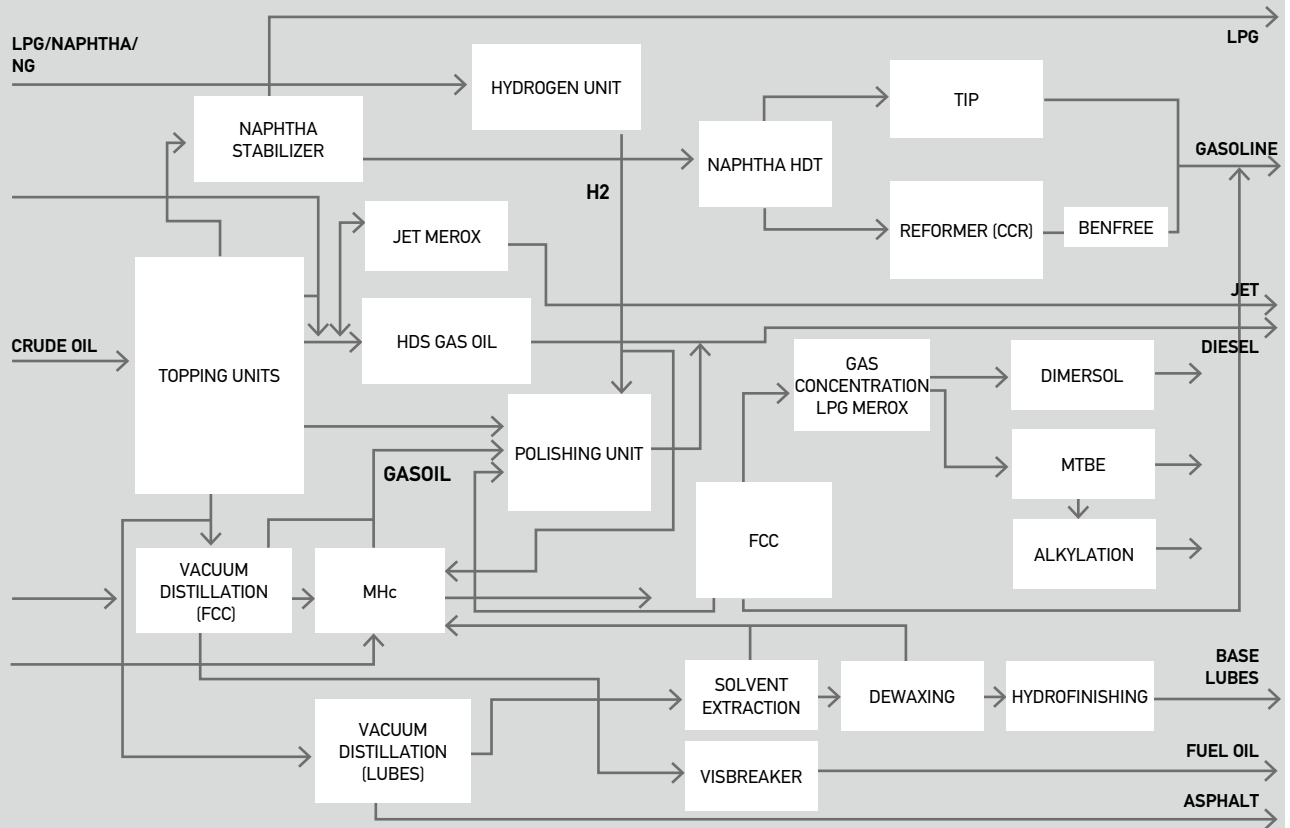 LPG/NAPHTHA/
NG
LPG
HYDROGEN UNIT
TIP
NAPHTHA
STABILIZER
NAPHTHA HDT
GASOLINE
H2
JET MEROX
REFORMER (CCR)
BENFREE
JET
CRUDE OIL
TOPPING UNITS
HDS GAS OIL
DIESEL
GAS
CONCENTRATION
LPG MEROX
DIMERSOL
GASOIL
POLISHING UNIT
MTBE
FCC
ALKYLATION
VACUUM
DISTILLATION
(FCC)
MHc
SOLVENT
EXTRACTION
DEWAXING
HYDROFINISHING
BASE
LUBES
VACUUM
DISTILLATION
(LUBES)
VISBREAKER
FUEL OIL
ASPHALT